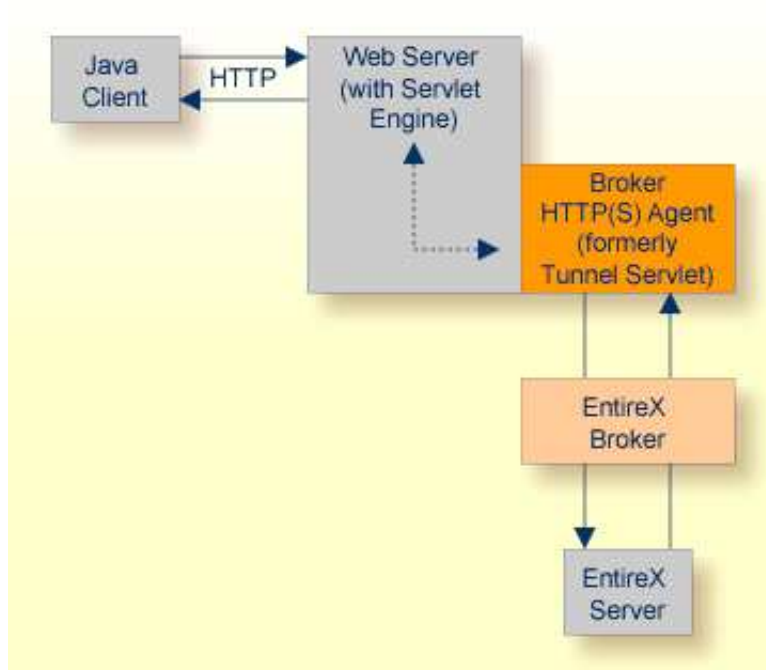 Java
Client
HTTP
Web Server
(with Servlet
Engine)
Broker
HTTP(S) Agent
(formerly
Tunnel Servlet)
EntireX
Broker
EntireX
Server